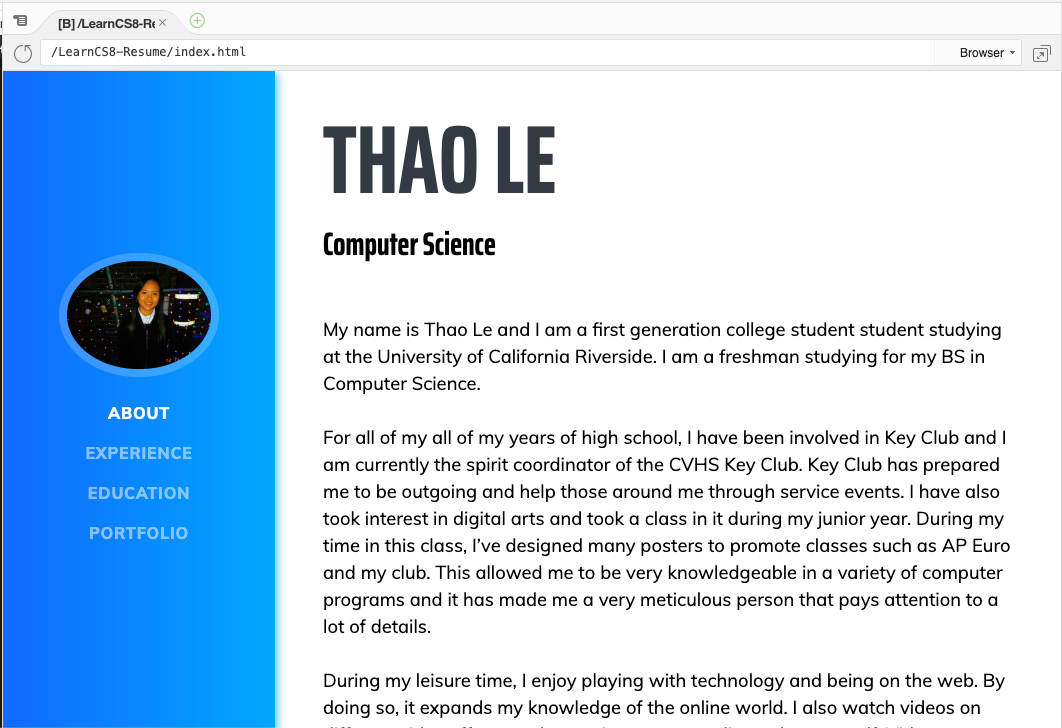 [B] /LearnCS8-Re
/LearnCS8-Resume/index.html
Browser
ABOUT
EXPERIENCE
EDUCATION
PORTFOLIO
THAO LE
Computer Science
My name is Thao Le and I am a first generation college student student studying
at the University of California Riverside. I am a freshman studying for my BS in
Computer Science.
For all of my all of my years of high school, I have been involved in Key Club and I
am currently the spirit coordinator of the CVHS Key Club. Key Club has prepared
me to be outgoing and help those around me through service events. I have also
took interest in digital arts and took a class in it during my junior year. During my
time in this class, I’ve designed many posters to promote classes such as AP Euro
and my club. This allowed me to be very knowledgeable in a variety of computer
programs and it has made me a very meticulous person that pays attention to a
lot of details.
During my leisure time, I enjoy playing with technology and being on the web. By
doing so, it expands my knowledge of the online world. I also watch videos on